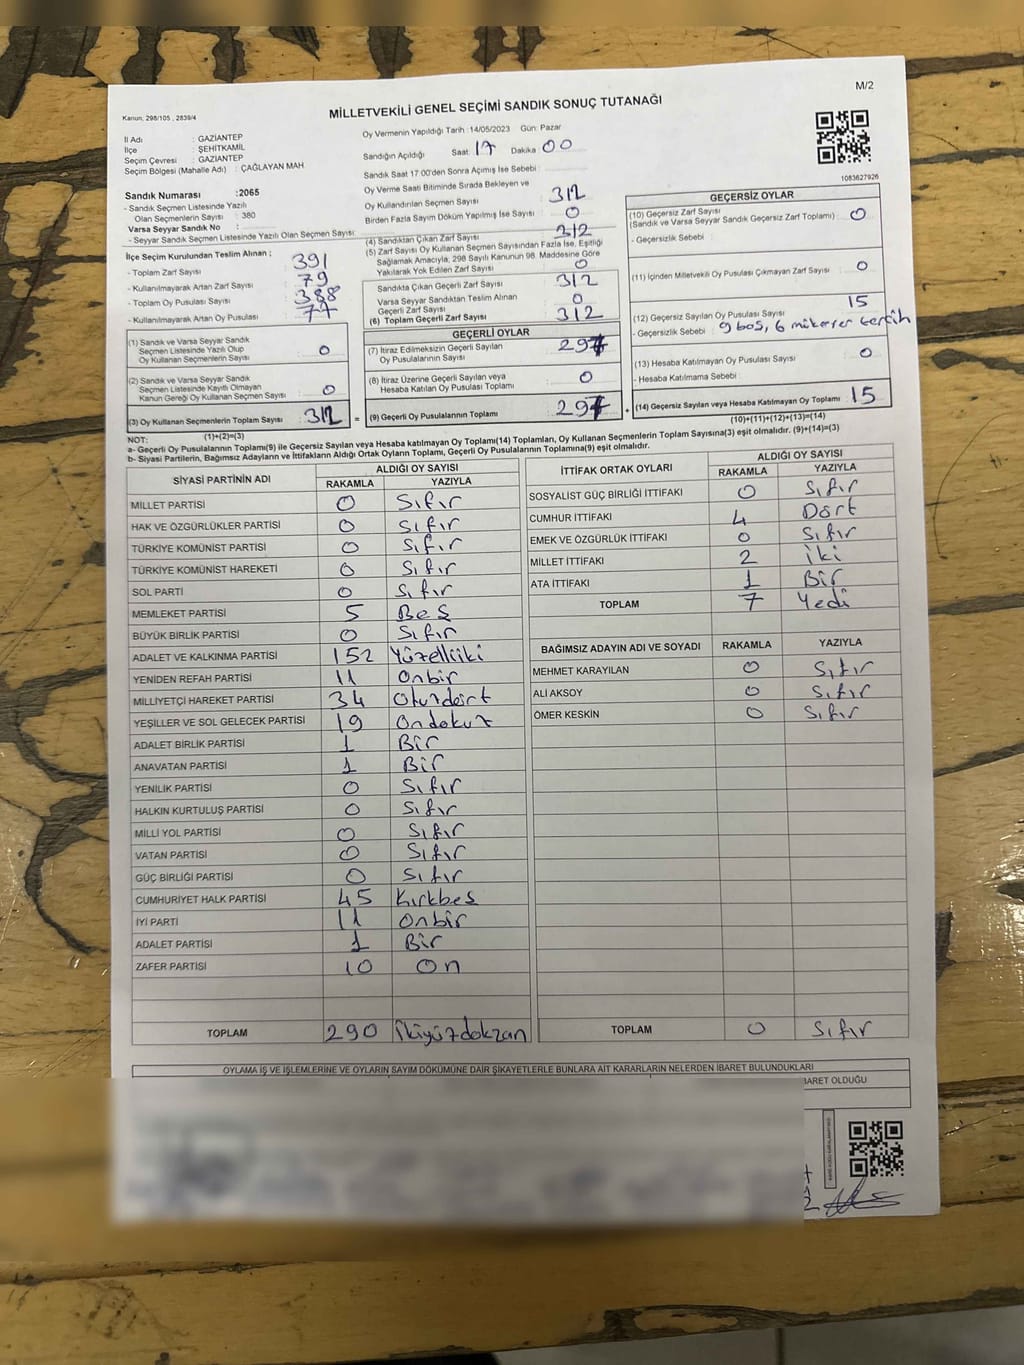 M/2
Kanun; 298/105 , 2839/4
MİLLETVEKİLİ GENEL SEÇİMİ SANDIK SONUÇ TUTANAĞI
İl Adı : GAZİANTEP
İlçe : ŞEHİTKAMİL
Seçim Çevresi : GAZİANTEP
Seçim Bölgesi (Mahalle Adı) : ÇAĞLAYAN MAH.
Sandık Numarası :2065
- Sandık Seçmen Listesinde Yazılı
Olan Seçmenlerin Sayısı : 380
Varsa Seyyar Sandık No :
- Seyyar Seçmen Listesinde Yazılı Olan Seçmen Sayısı:
İlçe Seçim Kurulundan Teslim Alınan ;
- Toplam Zarf Sayısı : 391
- Kullanılmayarak Artan Zarf Sayısı : 79
- Toplam Oy Pusulası Sayısı : 388
- Kullanılmayarak Artan Oy Pusulası : 77
(1) Sandık ve Varsa Seyyar Sandık
Seçmen Listesinde Yazılı Olup
Oy Kullanan Seçmenlerin Sayısı 0
(2) Sandık ve Varsa Seyyar Sandık
Seçmen Listesinde Kayıtlı Olmayan
Kanun Gereği Oy Kullanan Seçmen Sayısı 0
(3) Oy Kullanan Seçmenlerin Toplam Sayısı 312
(1)+(2)=(3)
Oy Vermenin Yapıldığı Tarih :14/05/2023 Gün: Pazar
Sandığın Açıldığı Saat 17 Dakika 00
Sandık Saat 17.00'den Sonra Açılmış İse Sebebi :
Oy Verme Saati Bitiminde Sırada Bekleyen ve
Oy Kullandırılan Seçmen Sayısı : 312
Birden Fazla Sayım Döküm Yapılmış İse Sayısı : 0
(4) Sandıktan Çıkan Zarf Sayısı : 312
(5) Zarf Sayısı Oy Kullanan Seçmen Sayısından Fazla İse, Eşitliği
Sağlamak Amacıyla; 298 Sayılı Kanunun 98. Maddesine Göre
Yakılarak Yok Edilen Zarf Sayısı : 0
Sandıkta Çıkan Geçerli Zarf Sayısı : 312
Varsa Seyyar Sandıktan Teslim Alınan
Geçerli Zarf Sayısı : 0
(6) Toplam Geçerli Zarf Sayısı : 312
GEÇERLİ OYLAR
(7) İtiraz Edilmeksizin Geçerli Sayılan
Oy Pusulalarının Sayısı : 297
(8) İtiraz Üzerine Geçerli Sayılan veya
Hesaba Katılan Oy Pusulası Toplamı : 0
= (9) Geçerli Oy Pusulalarının Toplamı : 297 +
1083627926
GEÇERSİZ OYLAR
(10) Geçersiz Zarf Sayısı : 0
(Sandık ve Varsa Seyyar Sandık Geçersiz Zarf Toplamı)
- Geçersizlik Sebebi :
(11) İçinden Milletvekili Oy Pusulası Çıkmayan Zarf Sayısı : 0
(12) Geçersiz Sayılan Oy Pusulası Sayısı : 15
- Geçersizlik Sebebi : 9 boş, 6 mükerrer tercih
(13) Hesaba Katılmayan Oy Pusulası Sayısı : 0
- Hesaba Katılmama Sebebi :
(14) Geçersiz Sayılan veya Hesaba Katılmayan Oy Toplamı : 15
(10)+(11)+(12)+(13)=(14)
NOT:
a- Geçerli Oy Pusulalarının Toplamı(9) ile Geçersiz Sayılan veya Hesaba katılmayan Oy Toplamı(14) Toplamları, Oy Kullanan Seçmenlerin Toplam Sayısına(3) eşit olmalıdır. (9)+(14)=(3)
b- Siyasi Partilerin, Bağımsız Adayların ve İttifakların Aldığı Ortak Oyların Toplamı, Geçerli Oy Pusulalarının Toplamına(9) eşit olmalıdır.
SİYASİ PARTİNİN ADI ALDIĞI OY SAYISI
RAKAMLA YAZIYLA
MİLLET PARTİSİ 0 Sıfır
HAK VE ÖZGÜRLÜKLER PARTİSİ 0 Sıfır
TÜRKİYE KOMÜNİST PARTİSİ 0 Sıfır
TÜRKİYE KOMÜNİST HAREKETİ 0 Sıfır
SOL PARTİ 0 Sıfır
MEMLEKET PARTİSİ 5 Beş
BÜYÜK BİRLİK PARTİSİ 0 Sıfır
ADALET VE KALKINMA PARTİSİ 152 Yüzelliiki
YENİDEN REFAH PARTİSİ 11 Onbir
MİLLİYETÇİ HAREKET PARTİSİ 34 Otuzdört
YEŞİLLER VE SOL GELECEK PARTİSİ 19 Ondokuz
ADALET BİRLİK PARTİSİ 1 Bir
ANAVATAN PARTİSİ 1 Bir
YENİLİK PARTİSİ 0 Sıfır
HALKIN KURTULUŞ PARTİSİ 0 Sıfır
MİLLİ YOL PARTİSİ 0 Sıfır
VATAN PARTİSİ 0 Sıfır
GÜÇ BİRLİĞİ PARTİSİ 0 Sıfır
CUMHURİYET HALK PARTİSİ 45 Kırkbeş
İYİ PARTİ 11 Onbir
ADALET PARTİSİ 1 Bir
ZAFER PARTİSİ 10 On
TOPLAM 290 İkiyüzdokzan
İTTİFAK ORTAK OYLARI ALDIĞI OY SAYISI
RAKAMLA YAZIYLA
SOSYALİST GÜÇ BİRLİĞİ İTTİFAKI 0 Sıfır
CUMHUR İTTİFAKI 4 Dört
EMEK VE ÖZGÜRLÜK İTTİFAKI 0 Sıfır
MİLLET İTTİFAKI 2 İki
ATA İTTİFAKI 1 Bir
TOPLAM 7 Yedi
BAĞIMSIZ ADAYIN ADI VE SOYADI RAKAMLA YAZIYLA
MEHMET KARAYILAN 0 Sıfır
ALİ AKSOY 0 Sıfır
ÖMER KESKİN 0 Sıfır
TOPLAM 0 Sıfır
OYLAMA İŞ VE İŞLEMLERİNE VE OYLARIN SAYIM DÖKÜMÜNE DAİR ŞİKAYETLERLE BUNLARA AİT KARARLARIN NELERDEN İBARET BULUNDUKLARI
BARET OLDUĞU